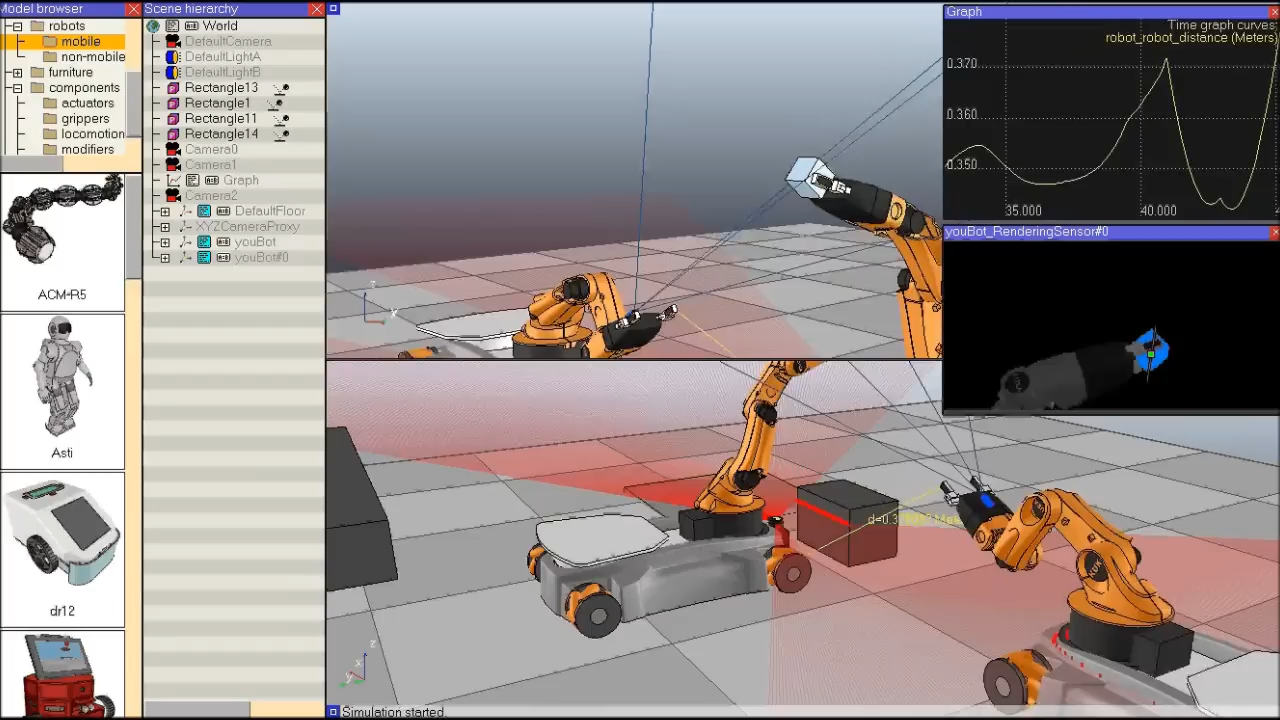 Model browser
robots
mobile
non-mobile
furniture
components
actuators
grippers
locomotion
modifiers
ACM-R5
Asti
dr12
Scene hierarchy
World
DefaultCamera
DefaultLightA
DefaultLightB
Rectangle13
Rectangle1
Rectangle11
Rectangle14
Camera0
Camera1
Graph
Camera2
DefaultFloor
XYZCameraProxy
youBot
youBot#0
Graph
Time graph curves:
robot_robot_distance (Meters)
0.370
0.360
0.350
35.000
40.000
youBot_RenderingSensor#0
z
x
KUKA
z
x
y
Simulation started.